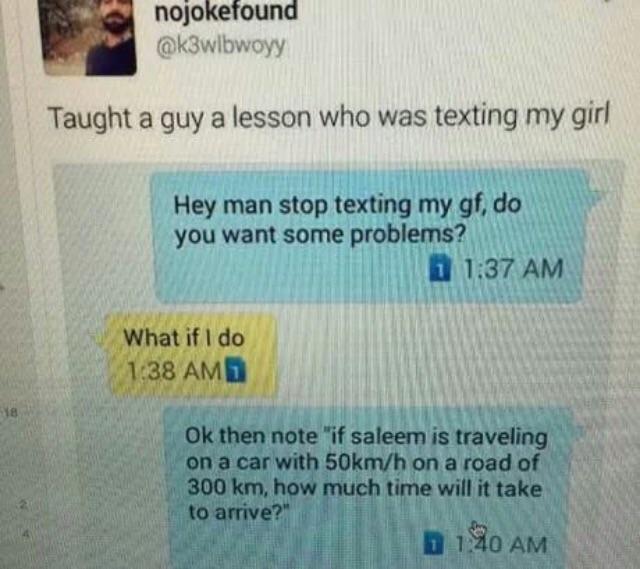 nojokefound
@k3wlbwoyy
Taught a guy a lesson who was texting my girl
Hey man stop texting my gf, do
you want some problems?
1 1:37 AM
What if I do
1:38 AM 1
18
Ok then note "if saleem is traveling
on a car with 50km/h on a road of
300 km, how much time will it take
to arrive?"
2
4
1 1:40 AM